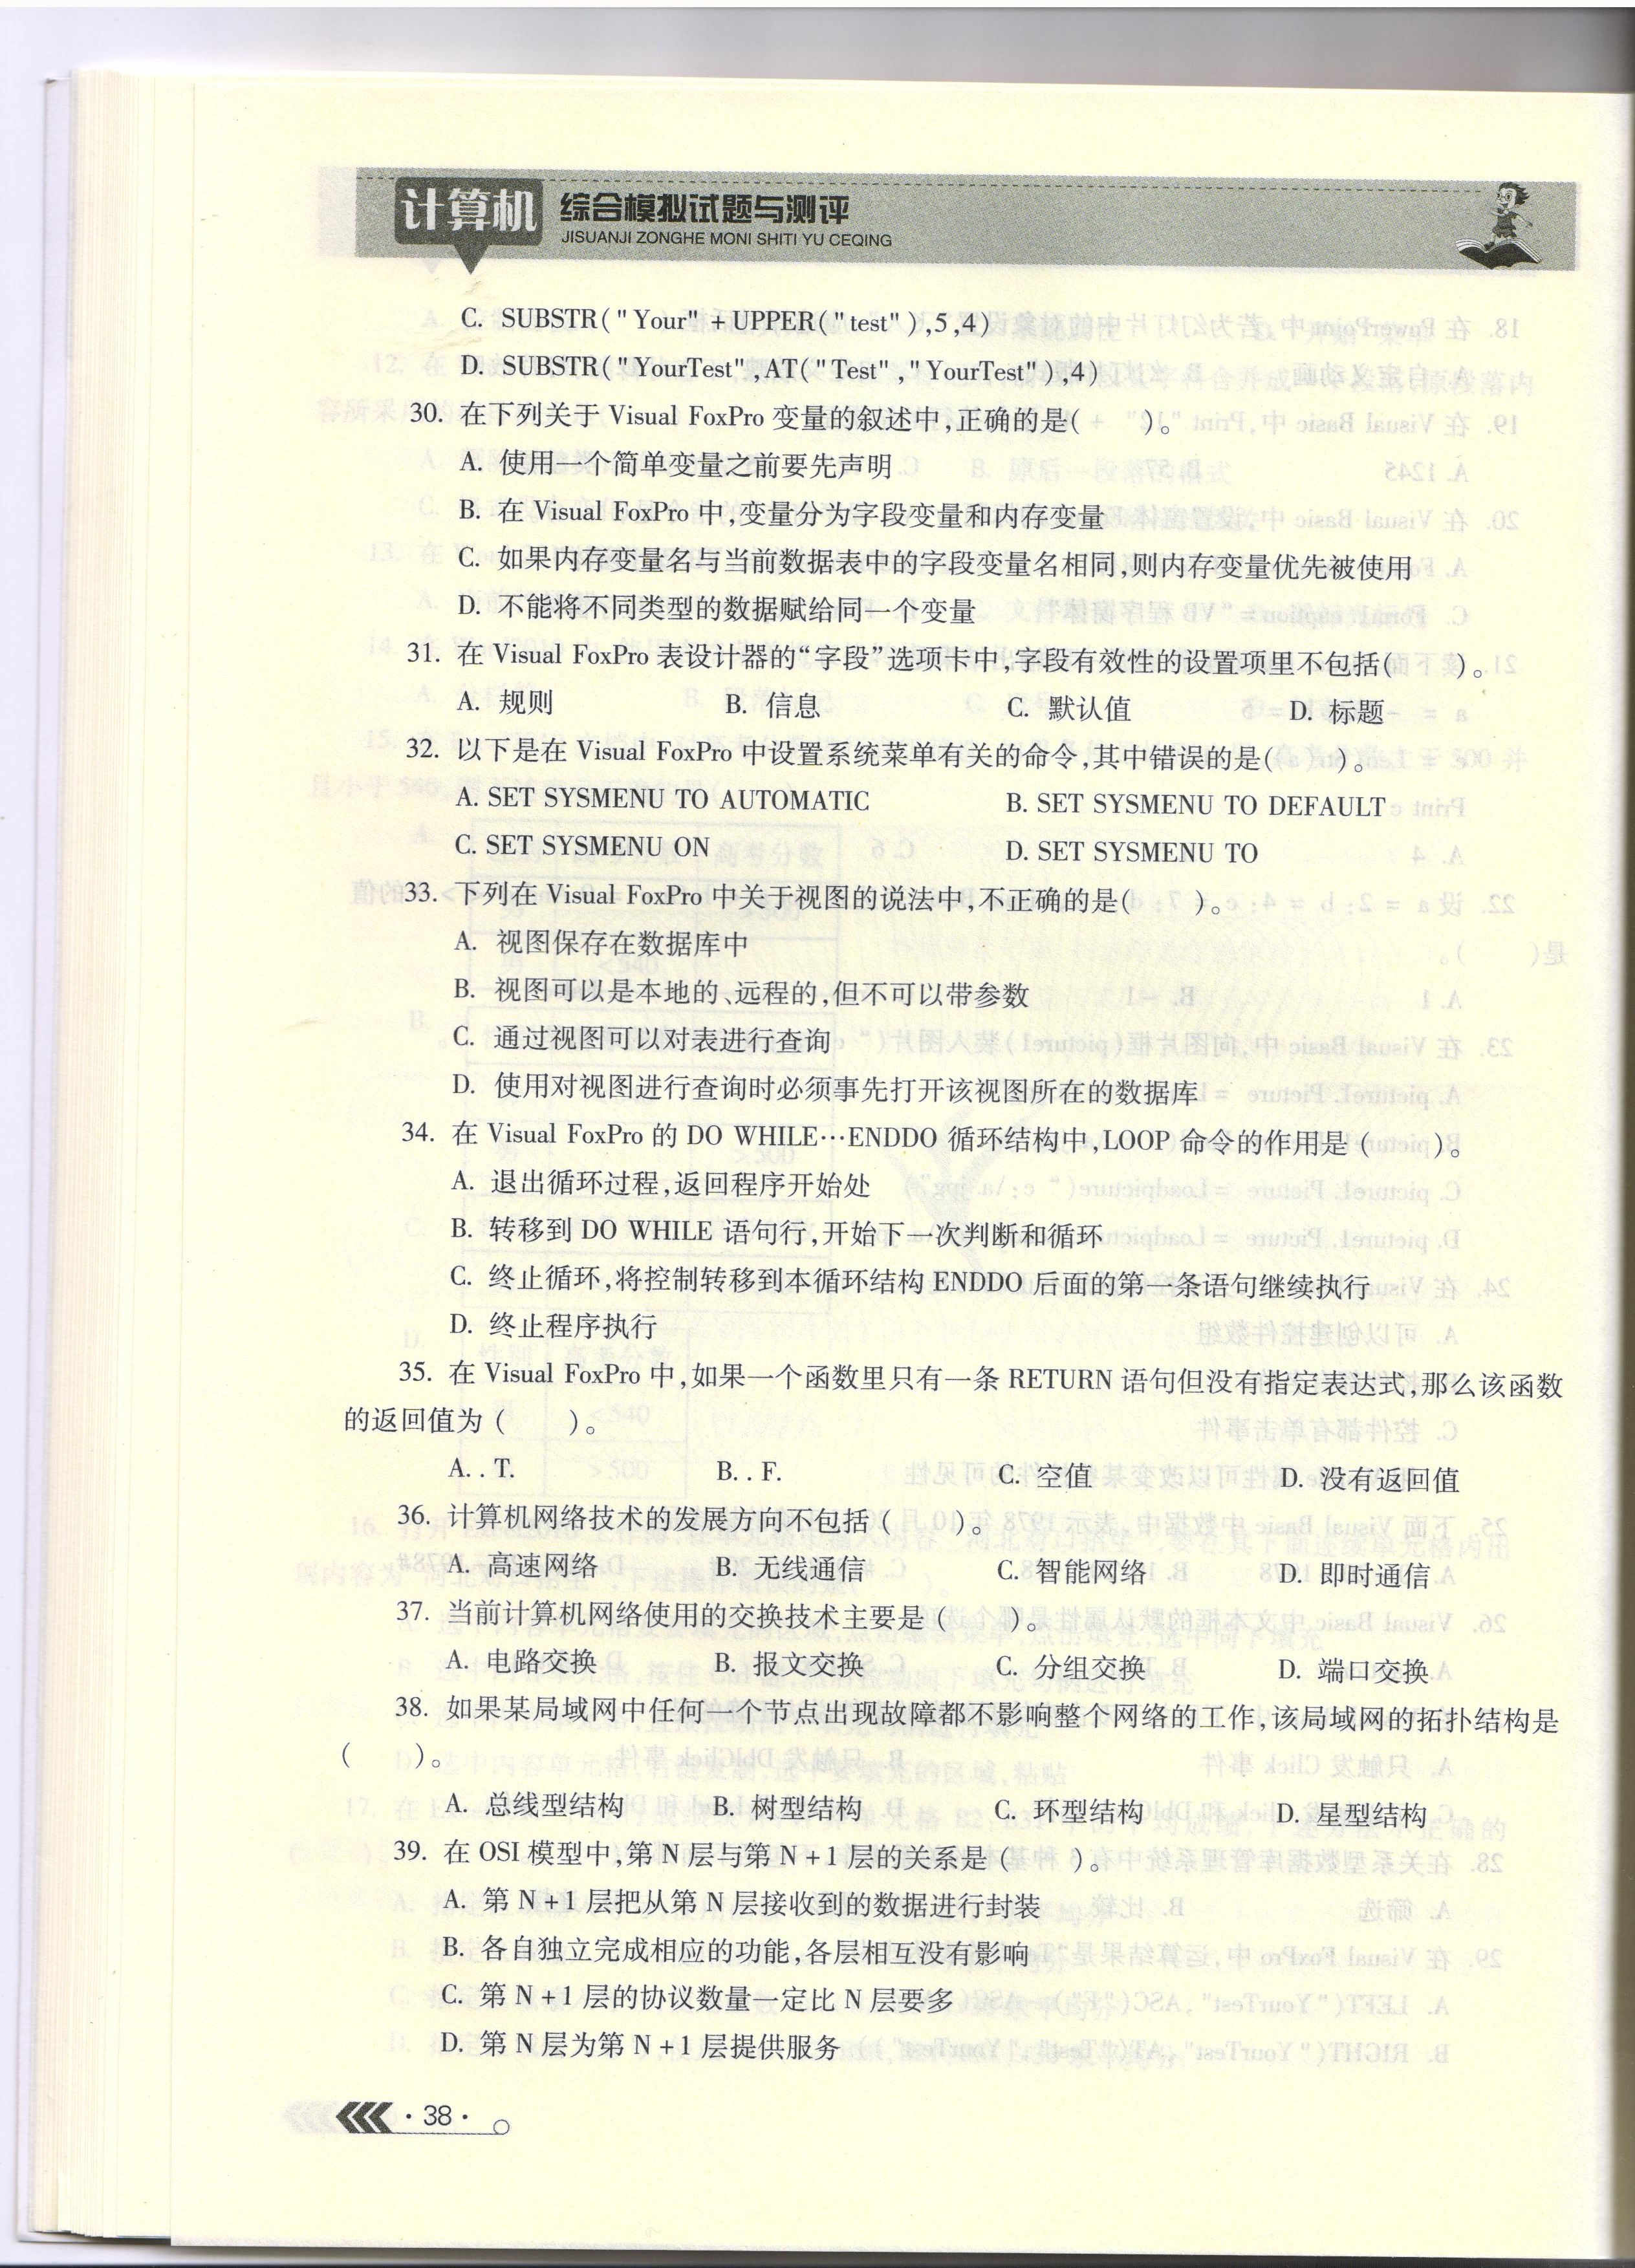 计算机 综合模拟试题与测评
JISUANJI ZONGHE MONI SHITI YU CEQING
C. SUBSTR("Your"+UPPER("test"),5,4)
D. SUBSTR("YourTest",AT("Test","YourTest"),4)
30. 在下列关于 Visual FoxPro 变量的叙述中,正确的是( )。
A. 使用一个简单变量之前要先声明
B. 在 Visual FoxPro 中,变量分为字段变量和内存变量
C. 如果内存变量名与当前数据表中的字段变量名相同,则内存变量优先被使用
D. 不能将不同类型的数据赋给同一个变量
31. 在 Visual FoxPro 表设计器的“字段”选项卡中,字段有效性的设置项里不包括( )。
A. 规则 B. 信息 C. 默认值 D. 标题
32. 以下是在 Visual FoxPro 中设置系统菜单有关的命令,其中错误的是( )。
A. SET SYSMENU TO AUTOMATIC B. SET SYSMENU TO DEFAULT
C. SET SYSMENU ON D. SET SYSMENU TO
33. 下列在 Visual FoxPro 中关于视图的说法中,不正确的是( )。
A. 视图保存在数据库中
B. 视图可以是本地的、远程的,但不可以带参数
C. 通过视图可以对表进行查询
D. 使用对视图进行查询时必须事先打开该视图所在的数据库
34. 在 Visual FoxPro 的 DO WHILE…ENDDO 循环结构中,LOOP 命令的作用是 ( )。
A. 退出循环过程,返回程序开始处
B. 转移到 DO WHILE 语句行,开始下一次判断和循环
C. 终止循环,将控制转移到本循环结构 ENDDO 后面的第一条语句继续执行
D. 终止程序执行
35. 在 Visual FoxPro 中,如果一个函数里只有一条 RETURN 语句但没有指定表达式,那么该函数
的返回值为 ( )。
A. . T. B. . F. C. 空值 D. 没有返回值
36. 计算机网络技术的发展方向不包括 ( )。
A. 高速网络 B. 无线通信 C. 智能网络 D. 即时通信
37. 当前计算机网络使用的交换技术主要是 ( )。
A. 电路交换 B. 报文交换 C. 分组交换 D. 端口交换
38. 如果某局域网中任何一个节点出现故障都不影响整个网络的工作,该局域网的拓扑结构是
( )。
A. 总线型结构 B. 树型结构 C. 环型结构 D. 星型结构
39. 在 OSI 模型中,第 N 层与第 N+1 层的关系是 ( )。
A. 第 N+1 层把从第 N 层接收到的数据进行封装
B. 各自独立完成相应的功能,各层相互没有影响
C. 第 N+1 层的协议数量一定比 N 层要多
D. 第 N 层为第 N+1 层提供服务
·38·